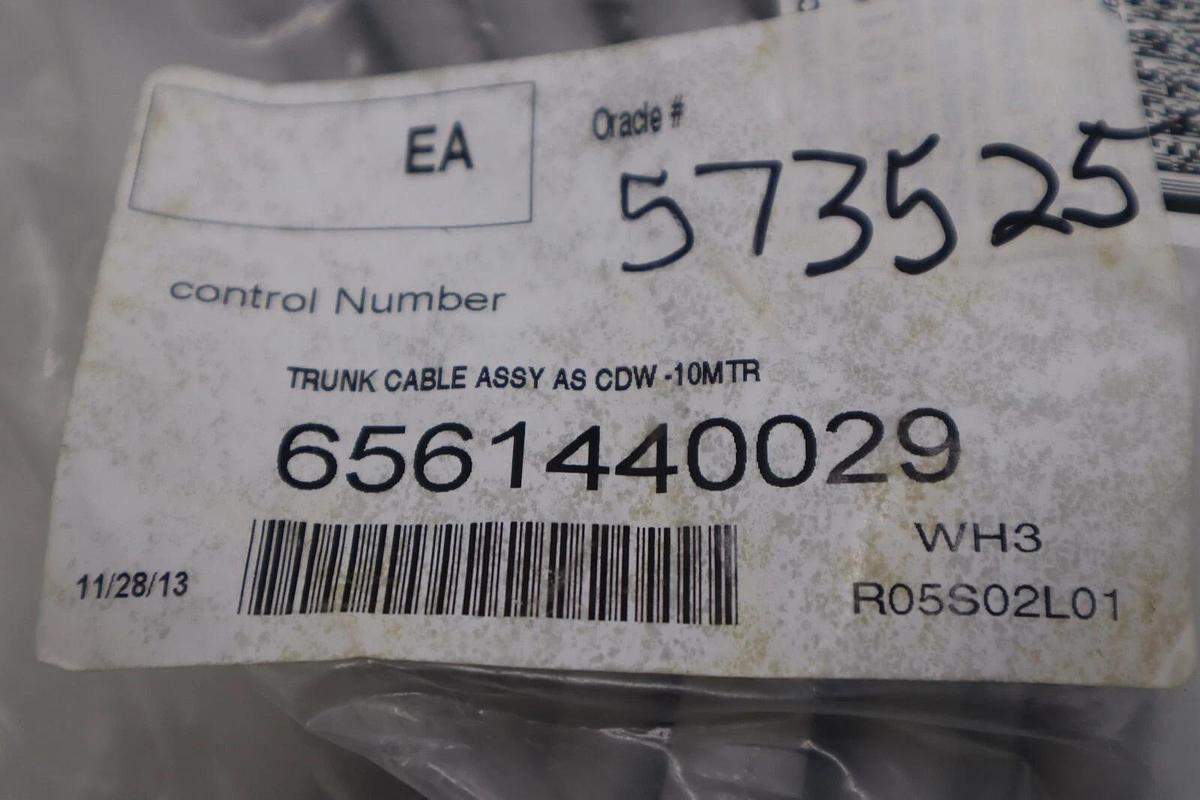 EA
Oracle #
573525
control Number
TRUNK CABLE ASSY AS CDW -10MTR
6561440029
11/28/13
WH3
R05S02L01